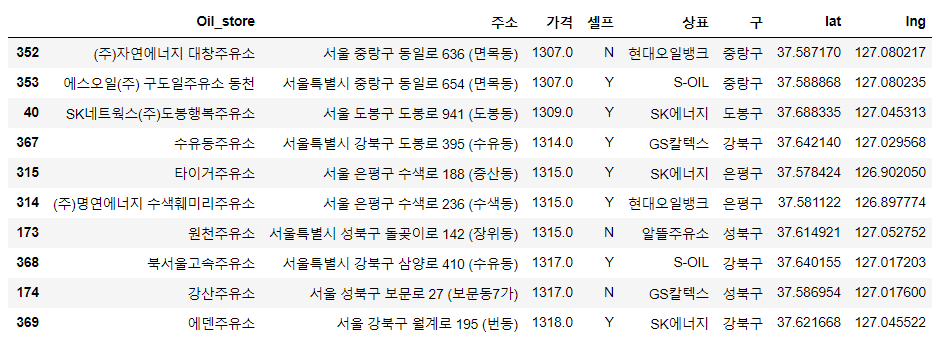 Oil_store 주소 가격 셀프 상표 구 lat lng
352 (주)자연에너지 대창주유소 서울 중랑구 동일로 636 (면목동) 1307.0 N 현대오일뱅크 중랑구 37.587170 127.080217
353 에스오일(주) 구도일주유소 동천 서울특별시 중랑구 동일로 654 (면목동) 1307.0 Y S-OIL 중랑구 37.588868 127.080235
40 SK네트웍스(주)도봉행복주유소 서울 도봉구 도봉로 941 (도봉동) 1309.0 Y SK에너지 도봉구 37.688335 127.045313
367 수유동주유소 서울특별시 강북구 도봉로 395 (수유동) 1314.0 Y GS칼텍스 강북구 37.642140 127.029568
315 타이거주유소 서울 은평구 수색로 188 (증산동) 1315.0 Y SK에너지 은평구 37.578424 126.902050
314 (주)명연에너지 수색훼미리주유소 서울 은평구 수색로 236 (수색동) 1315.0 Y 현대오일뱅크 은평구 37.581122 126.897774
173 원천주유소 서울특별시 성북구 돌곶이로 142 (장위동) 1315.0 N 알뜰주유소 성북구 37.614921 127.052752
368 북서울고속주유소 서울특별시 강북구 삼양로 410 (수유동) 1317.0 Y S-OIL 강북구 37.640155 127.017203
174 강산주유소 서울 성북구 보문로 27 (보문동7가) 1317.0 N GS칼텍스 성북구 37.586954 127.017600
369 에덴주유소 서울 강북구 월계로 195 (번동) 1318.0 Y SK에너지 강북구 37.621668 127.045522